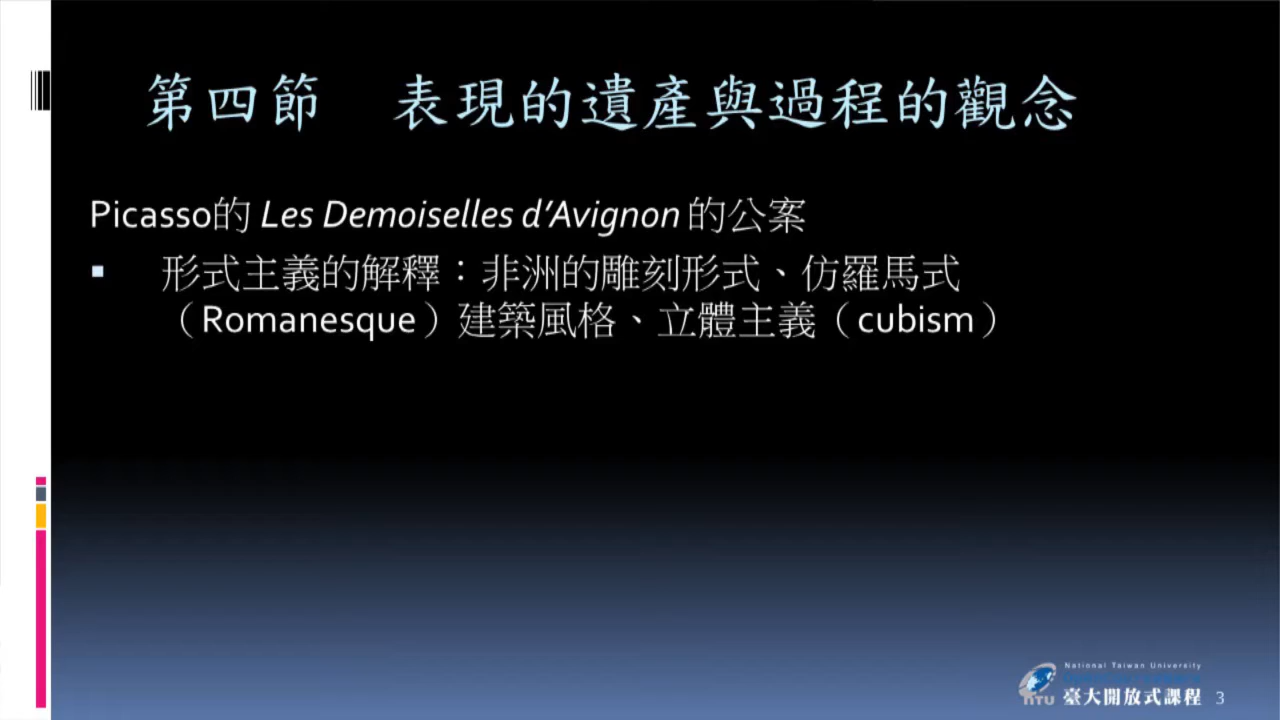 第四節　表現的遺產與過程的觀念
Picasso的 Les Demoiselles d’Avignon 的公案
形式主義的解釋：非洲的雕刻形式、仿羅馬式
（Romanesque）建築風格、立體主義（cubism）
National Taiwan University
NTU 臺大開放式課程 3